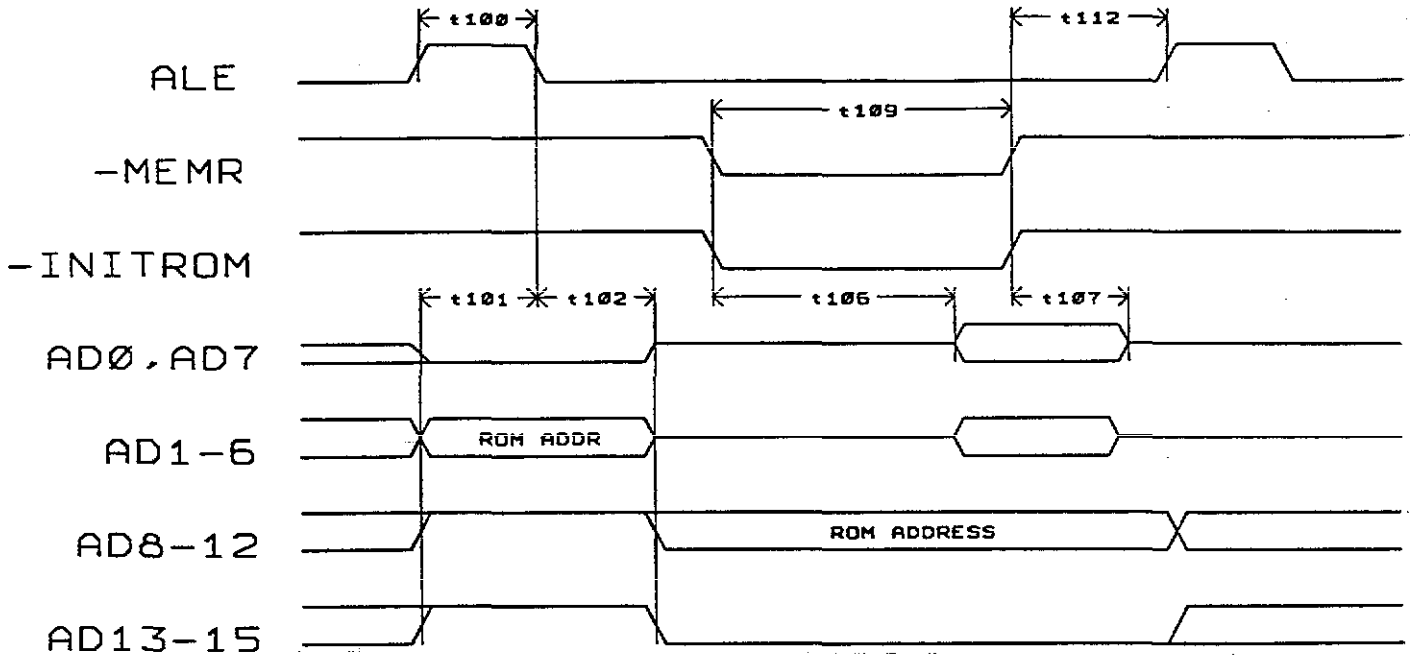 t100 t112
ALE
t109
-MEMR
-INITROM
t101 t102 t106 t107
ADØ,AD7
ROM ADDR
AD1-6
ROM ADDRESS
AD8-12
AD13-15